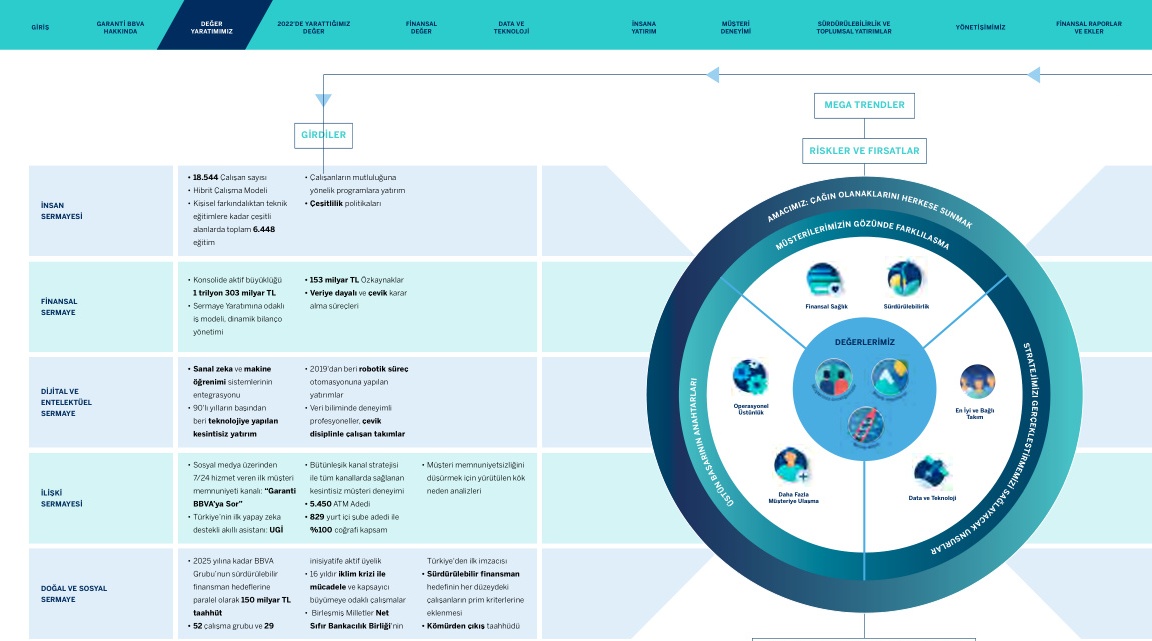 GİRİŞ
GARANTİ BBVA
HAKKINDA
DEĞER
YARATIMIMIZ
2022'DE YARATTIĞIMIZ
DEĞER
FİNANSAL
DEĞER
DATA VE
TEKNOLOJİ
İNSANA
YATIRIM
MÜŞTERİ
DENEYİMİ
SÜRDÜRÜLEBİLİRLİK VE
TOPLUMSAL YATIRIMLAR
YÖNETİŞİMİMİZ
FİNANSAL RAPORLAR
VE EKLER
MEGA TRENDLER
GİRDİLER
RİSKLER VE FIRSATLAR
İNSAN
SERMAYESİ
• 18.544 Çalışan sayısı
• Hibrit Çalışma Modeli
• Kişisel farkındalıktan teknik
eğitimlere kadar çeşitli
alanlarda toplam 6.448
eğitim
• Çalışanların mutluluğuna
yönelik programlara yatırım
• Çeşitlilik politikaları
FİNANSAL
SERMAYE
• Konsolide aktif büyüklüğü
1 trilyon 303 milyar TL
• Sermaye Yaratımına odaklı
iş modeli, dinamik bilanço
yönetimi
• 153 milyar TL Özkaynaklar
• Veriye dayalı ve çevik karar
alma süreçleri
DİJİTAL VE
ENTELEKTÜEL
SERMAYE
• Sanal zeka ve makine
öğrenimi sistemlerinin
entegrasyonu
• 90'lı yılların başından
beri teknolojiye yapılan
kesintisiz yatırım
• 2019'dan beri robotik süreç
otomasyonuna yapılan
yatırımlar
• Veri biliminde deneyimli
profesyoneller, çevik
disiplinle çalışan takımlar
İLİŞKİ
SERMAYESİ
• Sosyal medya üzerinden
7/24 hizmet veren ilk müşteri
memnuniyeti kanalı: “Garanti
BBVA'ya Sor”
• Türkiye'nin ilk yapay zeka
destekli akıllı asistanı: UGİ
• Bütünleşik kanal stratejisi
ile tüm kanallarda sağlanan
kesintisiz müşteri deneyimi
• 5.450 ATM Adedi
• 829 yurt içi şube adedi ile
%100 coğrafi kapsam
• Müşteri memnuniyetsizliğini
düşürmek için yürütülen kök
neden analizleri
DOĞAL VE SOSYAL
SERMAYE
• 2025 yılına kadar BBVA
Grubu'nun sürdürülebilir
finansman hedeflerine
paralel olarak 150 milyar TL
taahhüt
• 52 çalışma grubu ve 29
inisiyatife aktif üyelik
• 16 yıldır iklim krizi ile
mücadele ve kapsayıcı
büyümeye odaklı çalışmalar
• Birleşmiş Milletler Net
Sıfır Bankacılık Birliği'nin
Türkiye'den ilk imzacısı
• Sürdürülebilir finansman
hedefinin her düzeydeki
çalışanların prim kriterlerine
eklenmesi
• Kömürden çıkış taahhüdü
AMACIMIZ: ÇAĞIN OLANAKLARINI HERKESE SUNMAK
MÜŞTERİLERİMİZİN GÖZÜNDE FARKLILAŞMA
Finansal Sağlık
Sürdürülebilirlik
DEĞERLERİMİZ
ÜSTÜN BAŞARININ ANAHTARLARI
Operasyonel
Üstünlük
Daha Fazla
Müşteriye Ulaşma
STRATEJİMİZİ GERÇEKLEŞTİRMEMİZİ SAĞLAYACAK UNSURLAR
En İyi ve Bağlı
Takım
Data ve Teknoloji